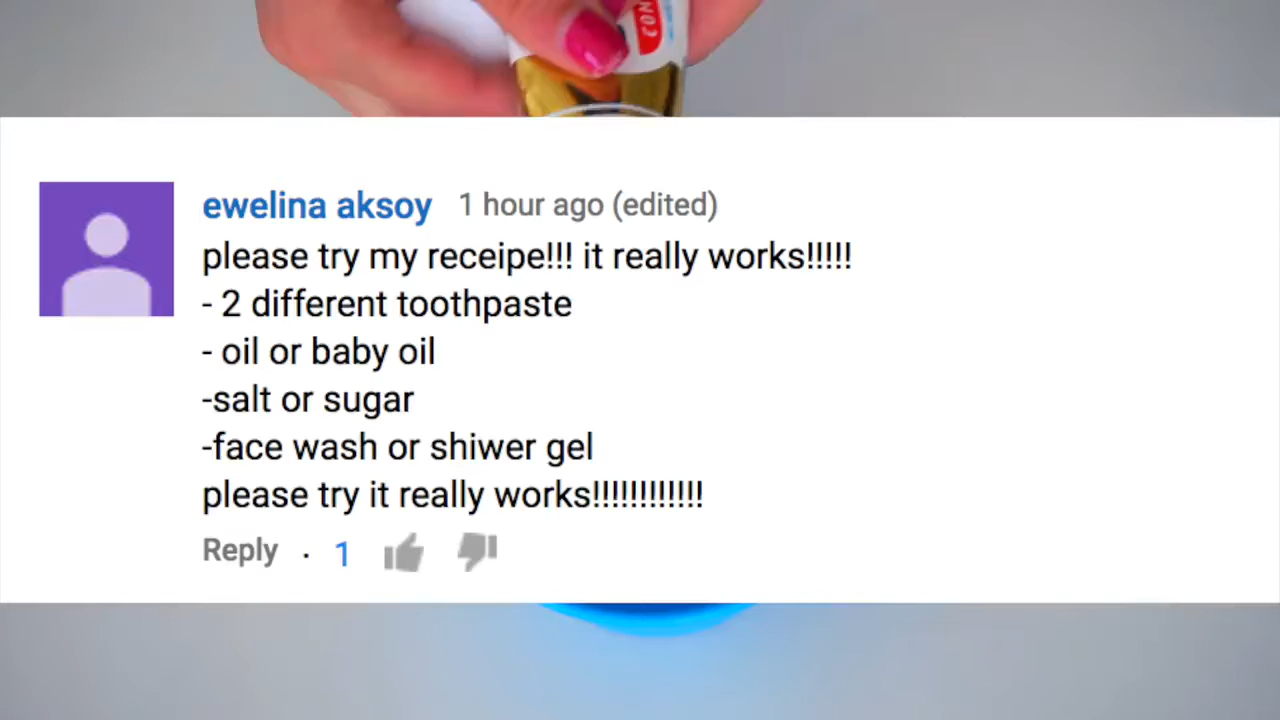 CON
ewelina aksoy 1 hour ago (edited)
please try my receipe!!! it really works!!!!!
- 2 different toothpaste
- oil or baby oil
-salt or sugar
-face wash or shiwer gel
please try it really works!!!!!!!!!!!!
Reply · 1